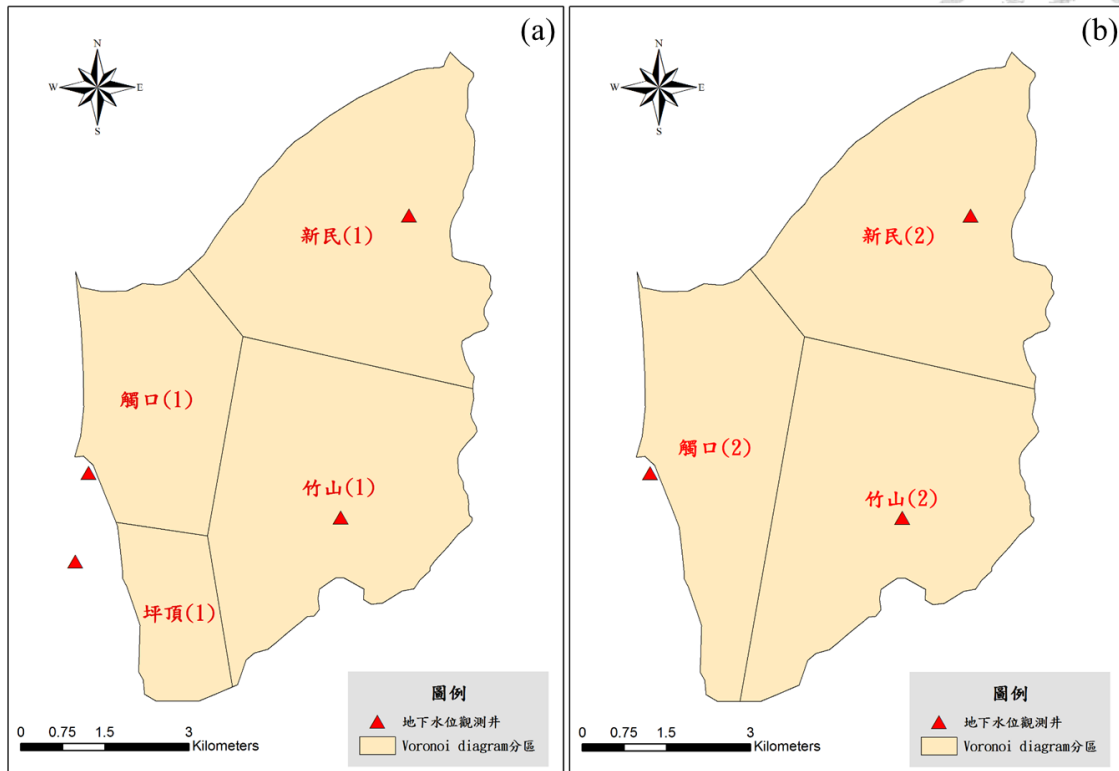 (a)
N
W
E
S
新民(1)
觸口(1)
竹山(1)
坪頂(1)
圖例
地下水位觀測井
Voronoi diagram分區
0 0.75 1.5 3
Kilometers
(b)
N
W
E
S
新民(2)
觸口(2)
竹山(2)
圖例
地下水位觀測井
Voronoi diagram分區
0 0.75 1.5 3
Kilometers